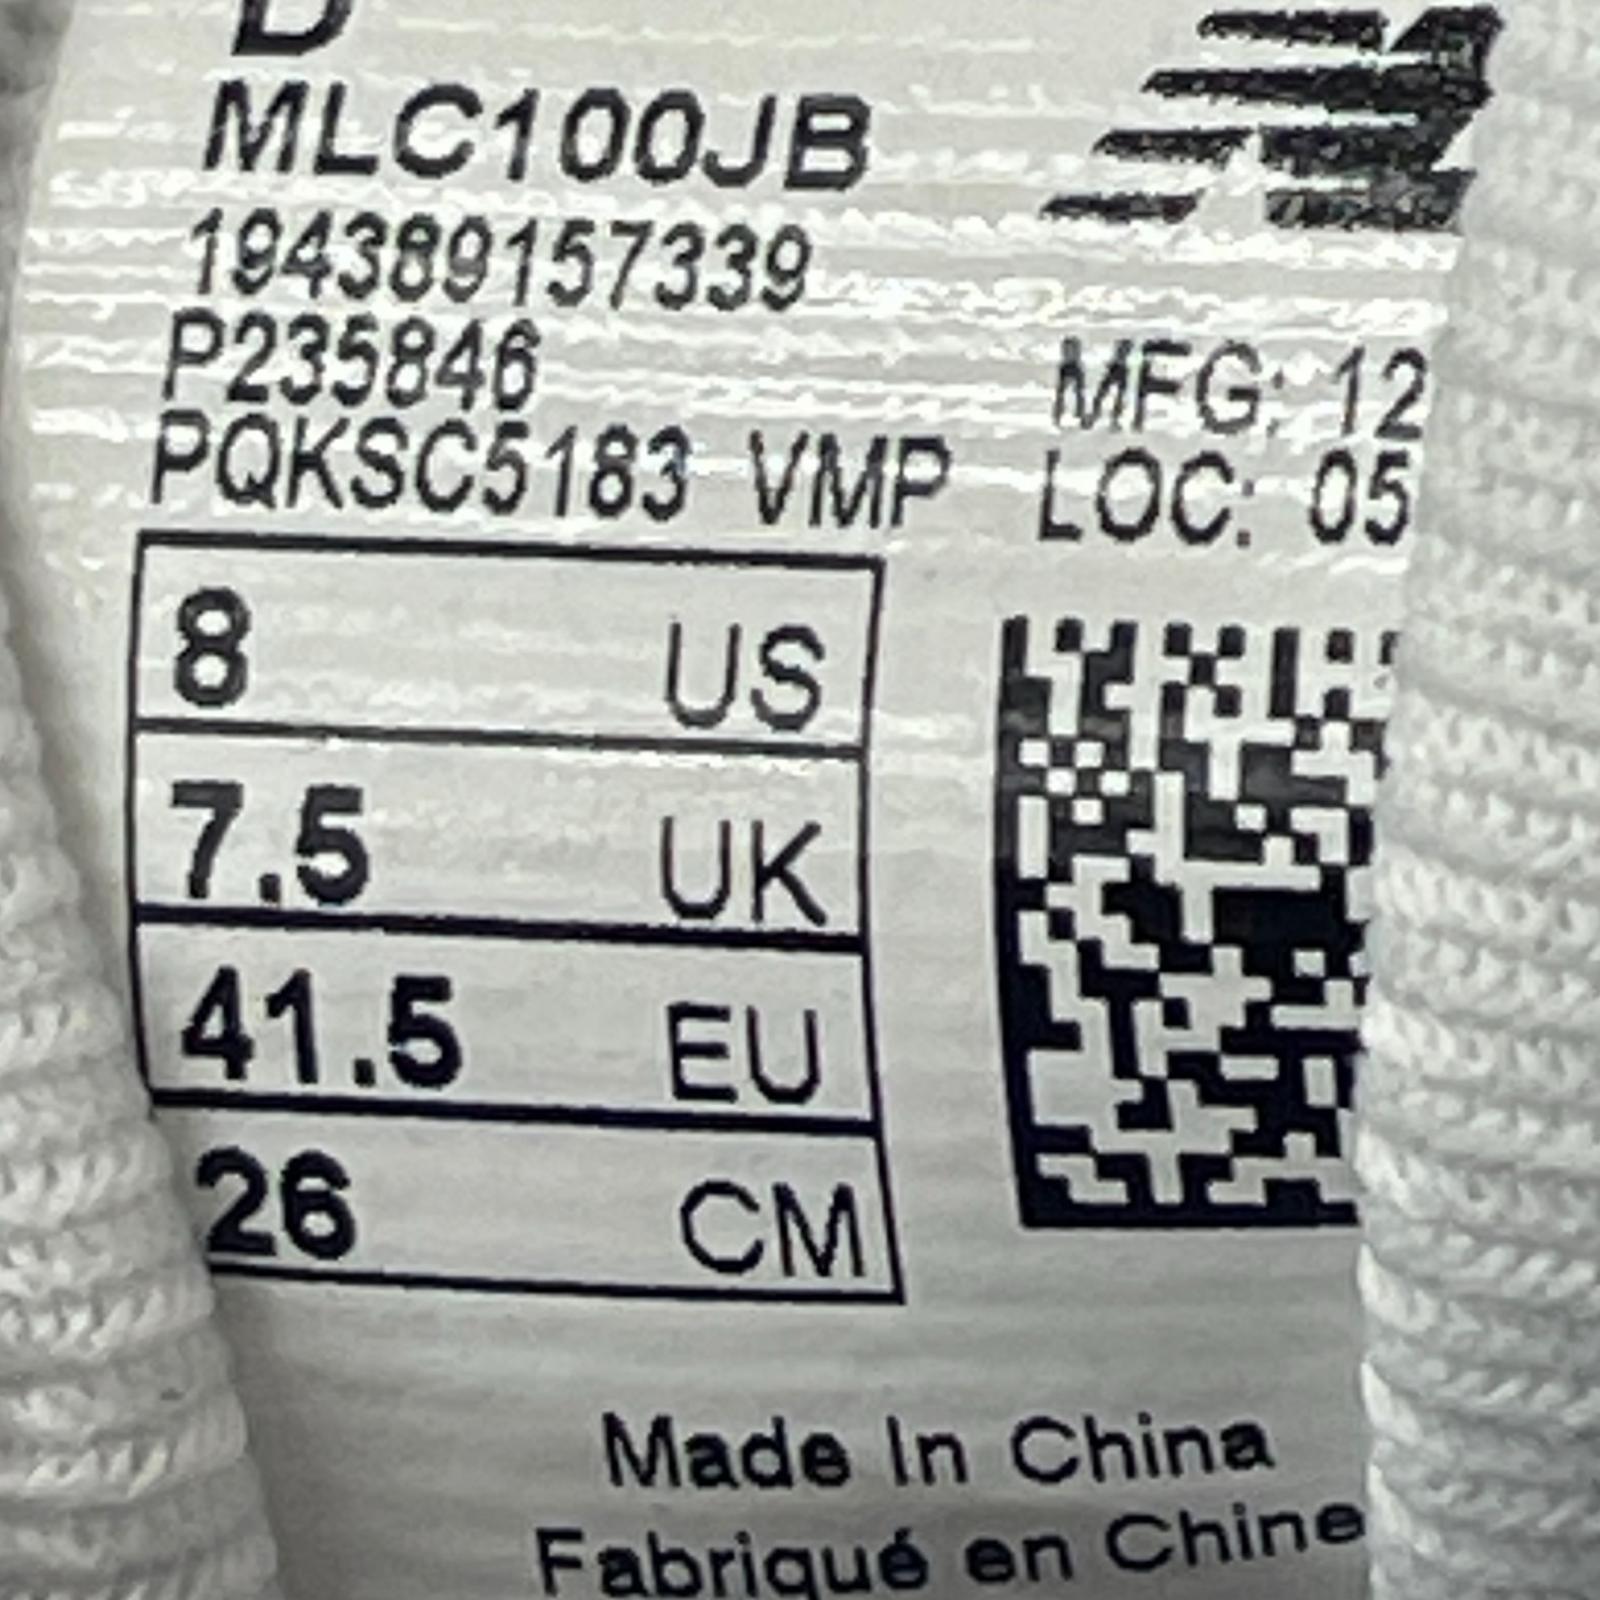 D
MLC100JB
194389157339
P235846
MFG: 12
PQKSC5183 VMP
LOC: 05
8 US
7.5 UK
41.5 EU
26 CM
Made In China
Fabriqué en Chine